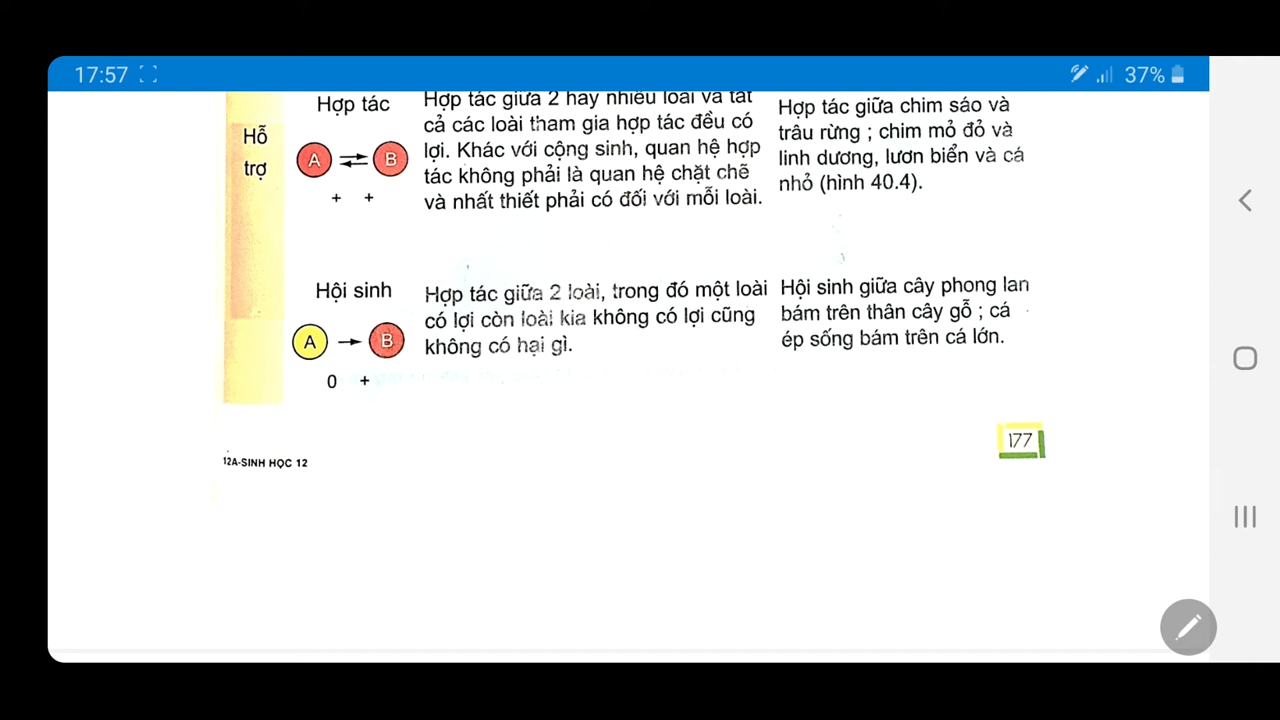 17:57
37%
Hỗ
trợ
Hợp tác
A B
+ +
Hợp tác giữa 2 hay nhiều loài và tất
cả các loài tham gia hợp tác đều có
lợi. Khác với cộng sinh, quan hệ hợp
tác không phải là quan hệ chặt chẽ
và nhất thiết phải có đối với mỗi loài.
Hợp tác giữa chim sáo và
trâu rừng ; chim mỏ đỏ và
linh dương, lươn biển và cá
nhỏ (hình 40.4).
Hội sinh
A B
0 +
Hợp tác giữa 2 loài, trong đó một loài
có lợi còn loài kia không có lợi cũng
không có hại gì.
Hội sinh giữa cây phong lan
bám trên thân cây gỗ ; cá
ép sống bám trên cá lớn.
177
12A-SINH HỌC 12